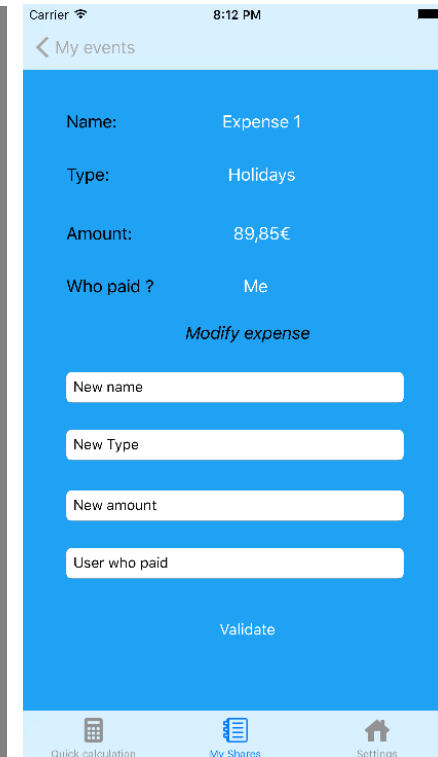 Carrier 8:12 PM
My events
Name: Expense 1
Type: Holidays
Amount: 89,85€
Who paid ? Me
Modify expense
New name
New Type
New amount
User who paid
Validate
Quick calculation My Shares Settings